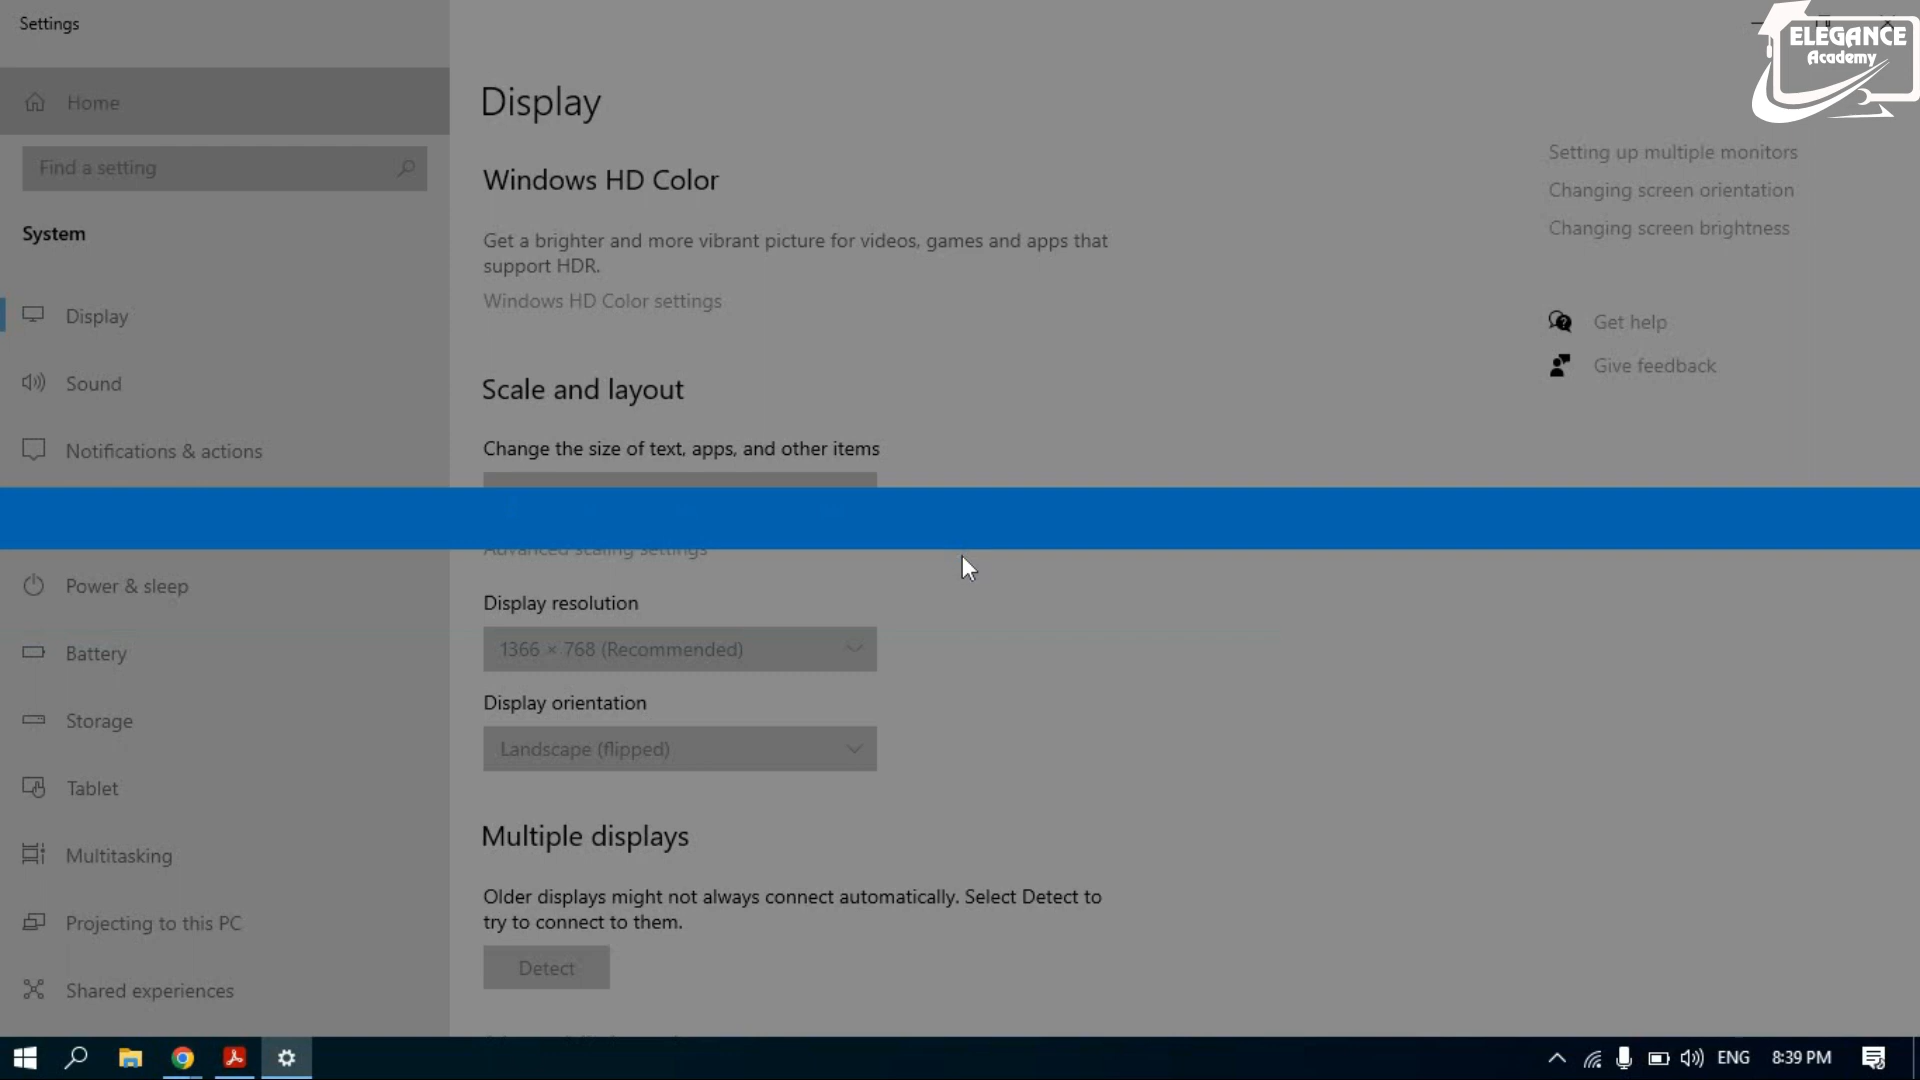 Settings
ELEGANCE
Academy
Home
Find a setting
System
Display
Sound
Notifications & actions
Power & sleep
Battery
Storage
Tablet
Multitasking
Projecting to this PC
Shared experiences
Display
Windows HD Color
Get a brighter and more vibrant picture for videos, games and apps that
support HDR.
Windows HD Color settings
Scale and layout
Change the size of text, apps, and other items
Advanced scaling settings
Display resolution
1366 × 768 (Recommended)
Display orientation
Landscape (flipped)
Multiple displays
Older displays might not always connect automatically. Select Detect to
try to connect to them.
Detect
Setting up multiple monitors
Changing screen orientation
Changing screen brightness
Get help
Give feedback
ENG
8:39 PM